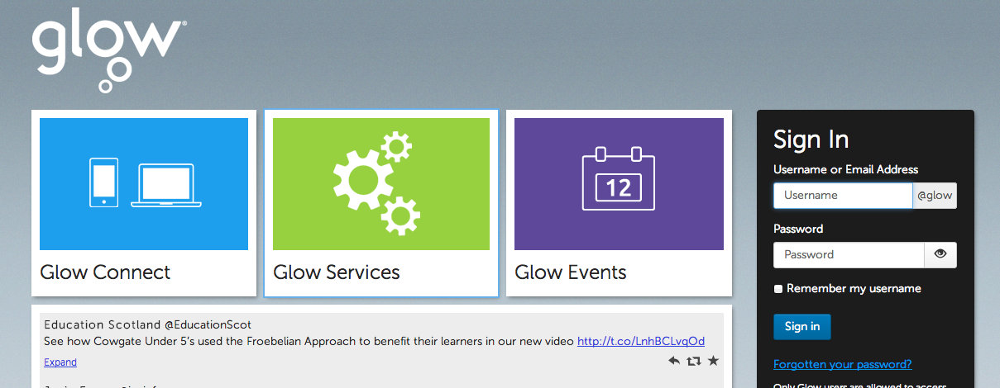 glow®
12
Glow Connect
Glow Services
Glow Events
Education Scotland @EducationScot
See how Cowgate Under 5's used the Froebelian Approach to benefit their learners in our new video http://t.co/LnhBCLvqOd
Expand
Sign In
Username or Email Address
Username @glow
Password
Password
Remember my username
Sign in
Forgotten your password?
Only Glow users are allowed to access